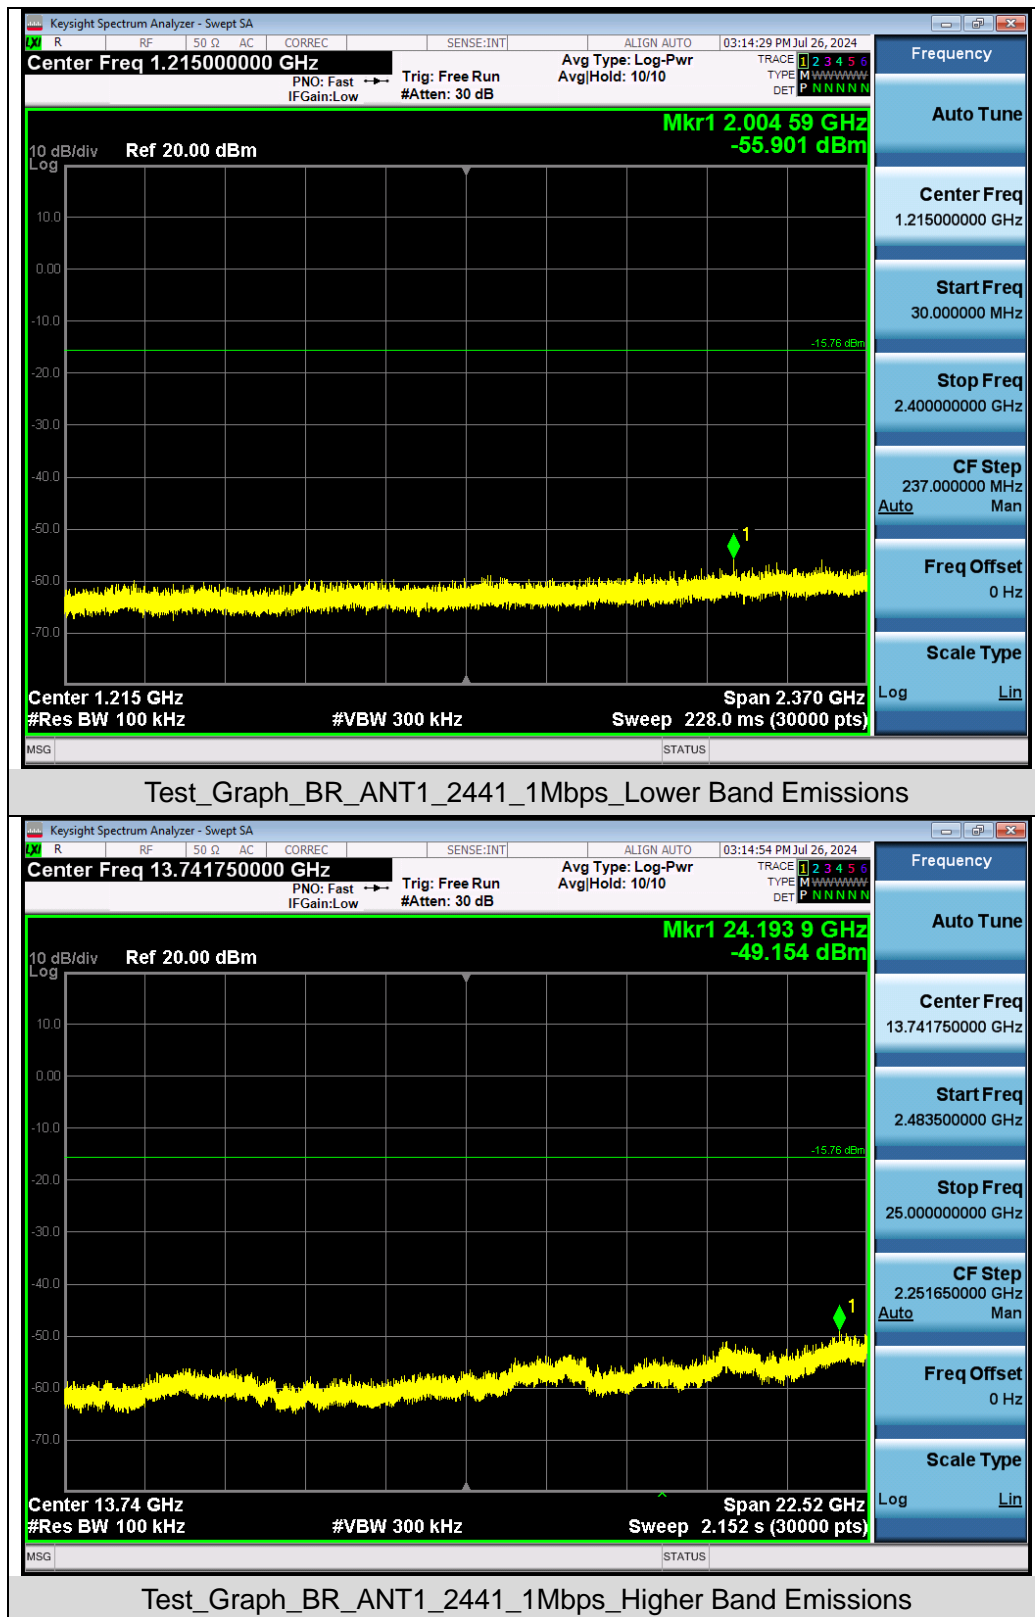 Keysight Spectrum Analyzer - Swept SA
LXI R RF 50 Ω AC CORREC SENSE:INT ALIGN AUTO 03:14:29 PM Jul 26, 2024
Center Freq 1.215000000 GHz
PNO: Fast
IFGain:Low
Trig: Free Run
#Atten: 30 dB
Avg Type: Log-Pwr
Avg|Hold: 10/10
TRACE 1 2 3 4 5 6
TYPE M WWWWW
DET P N N N N N
Mkr1 2.004 59 GHz
-55.901 dBm
10 dB/div
Log
Ref 20.00 dBm
10.0
0.00
-10.0
-15.76 dBm
-20.0
-30.0
-40.0
-50.0
1
-60.0
-70.0
Center 1.215 GHz
Span 2.370 GHz
#Res BW 100 kHz
#VBW 300 kHz
Sweep 228.0 ms (30000 pts)
MSG
STATUS
Frequency
Auto Tune
Center Freq
1.215000000 GHz
Start Freq
30.000000 MHz
Stop Freq
2.400000000 GHz
CF Step
237.000000 MHz
Auto Man
Freq Offset
0 Hz
Scale Type
Log Lin
Test_Graph_BR_ANT1_2441_1Mbps_Lower Band Emissions
Keysight Spectrum Analyzer - Swept SA
LXI R RF 50 Ω AC CORREC SENSE:INT ALIGN AUTO 03:14:54 PM Jul 26, 2024
Center Freq 13.741750000 GHz
PNO: Fast
IFGain:Low
Trig: Free Run
#Atten: 30 dB
Avg Type: Log-Pwr
Avg|Hold: 10/10
TRACE 1 2 3 4 5 6
TYPE M WWWWW
DET P N N N N N
Mkr1 24.193 9 GHz
-49.154 dBm
10 dB/div
Log
Ref 20.00 dBm
10.0
0.00
-10.0
-15.76 dBm
-20.0
-30.0
-40.0
1
-50.0
-60.0
-70.0
Center 13.74 GHz
Span 22.52 GHz
#Res BW 100 kHz
#VBW 300 kHz
Sweep 2.152 s (30000 pts)
MSG
STATUS
Frequency
Auto Tune
Center Freq
13.741750000 GHz
Start Freq
2.483500000 GHz
Stop Freq
25.000000000 GHz
CF Step
2.251650000 GHz
Auto Man
Freq Offset
0 Hz
Scale Type
Log Lin
Test_Graph_BR_ANT1_2441_1Mbps_Higher Band Emissions